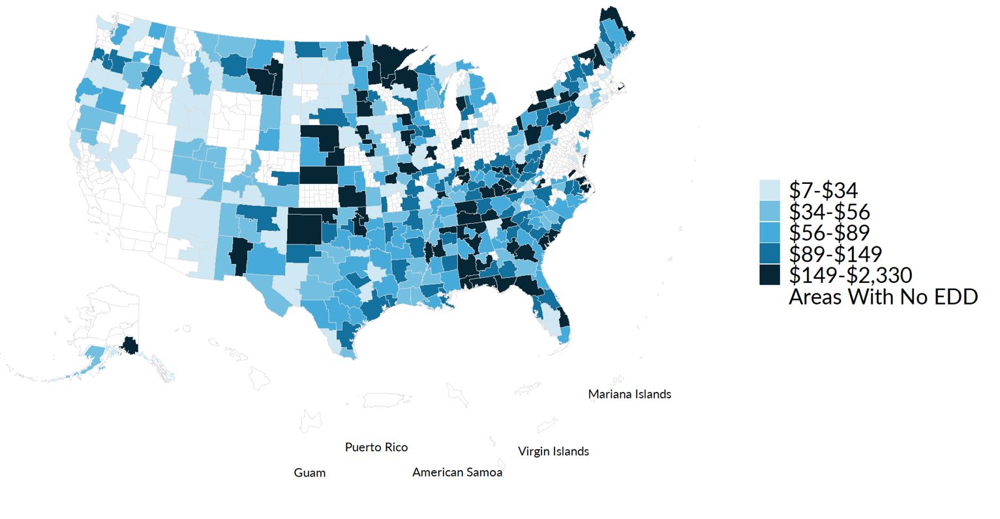 $7-$34
$34-$56
$56-$89
$89-$149
$149-$2,330
Areas With No EDD
Mariana Islands
Puerto Rico
Virgin Islands
Guam
American Samoa